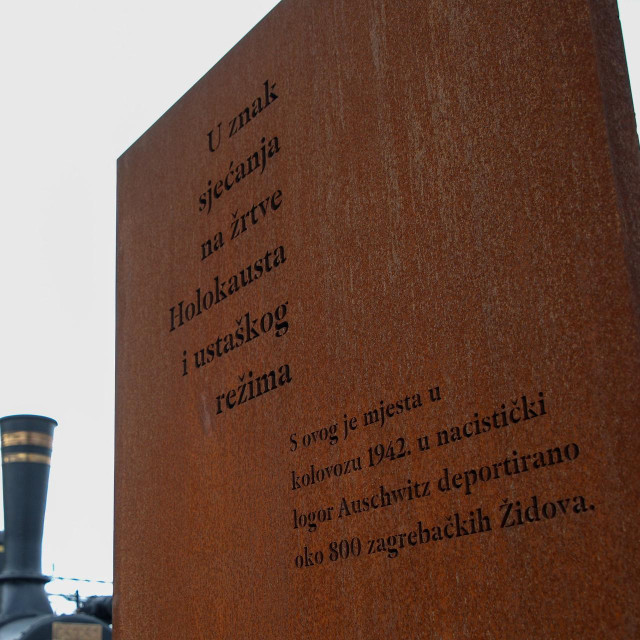 U znak
sjećanja
na žrtve
Holokausta
i ustaškog
režima
S ovog je mjesta u
kolovozu 1942. u nacistički
logor Auschwitz deportirano
oko 800 zagrebačkih Židova.